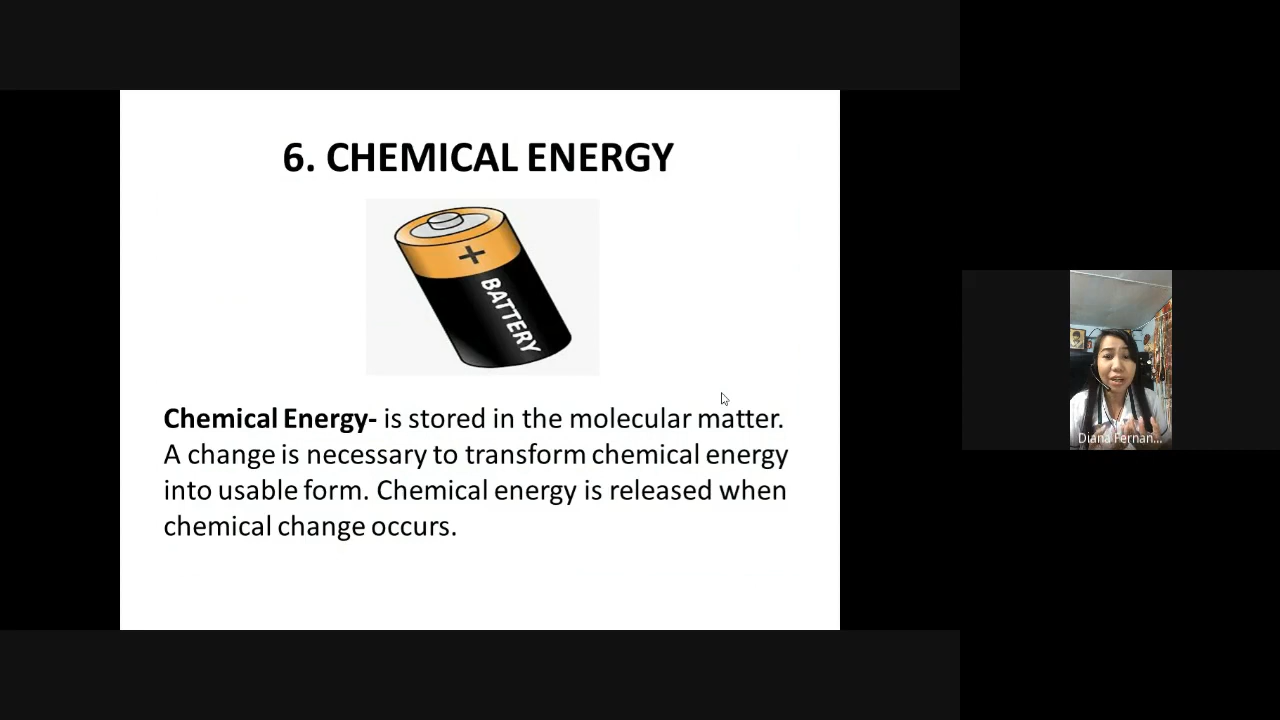 6. CHEMICAL ENERGY
+
BATTERY
Chemical Energy- is stored in the molecular matter.
A change is necessary to transform chemical energy
into usable form. Chemical energy is released when
chemical change occurs.
Diana Fernan...